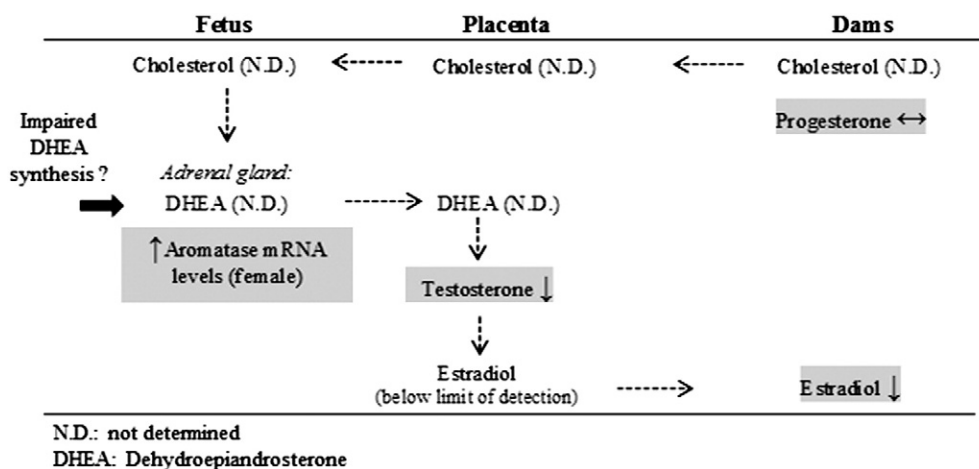 Fetus Placenta Dams
Cholesterol (N.D.) Cholesterol (N.D.) Cholesterol (N.D.)
Progesterone ↔
Impaired
DHEA
synthesis ?
Adrenal gland:
DHEA (N.D.) DHEA (N.D.)
↑ Aromatase mRNA
levels (female)
Testosterone ↓
Estradiol
(below limit of detection)
Estradiol ↓
N.D.: not determined
DHEA: Dehydroepiandrosterone